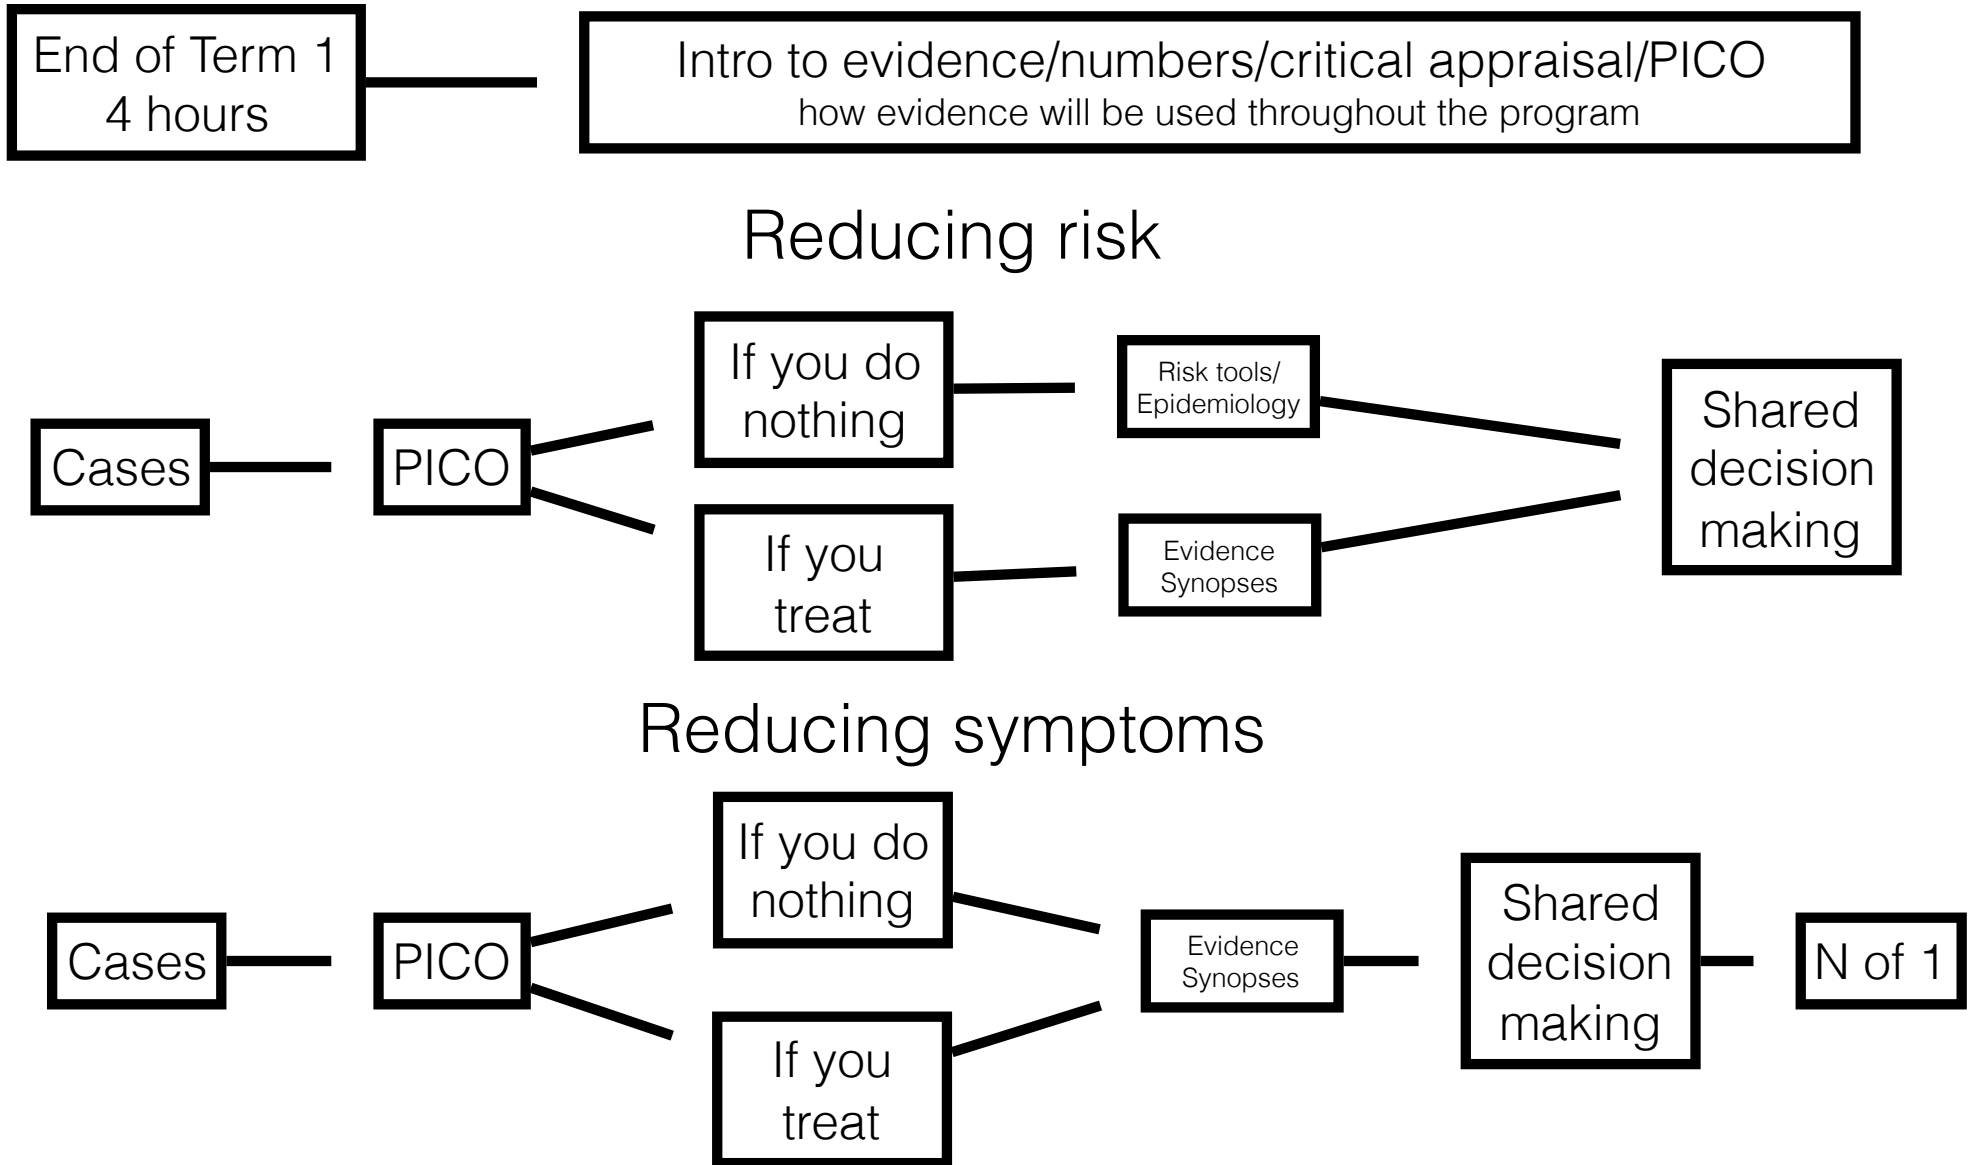 End of Term 1
4 hours
Intro to evidence/numbers/critical appraisal/PICO
how evidence will be used throughout the program
Reducing risk
Cases
PICO
If you do
nothing
If you
treat
Risk tools/
Epidemiology
Evidence
Synopses
Shared
decision
making
Reducing symptoms
Cases
PICO
If you do
nothing
If you
treat
Evidence
Synopses
Shared
decision
making
N of 1